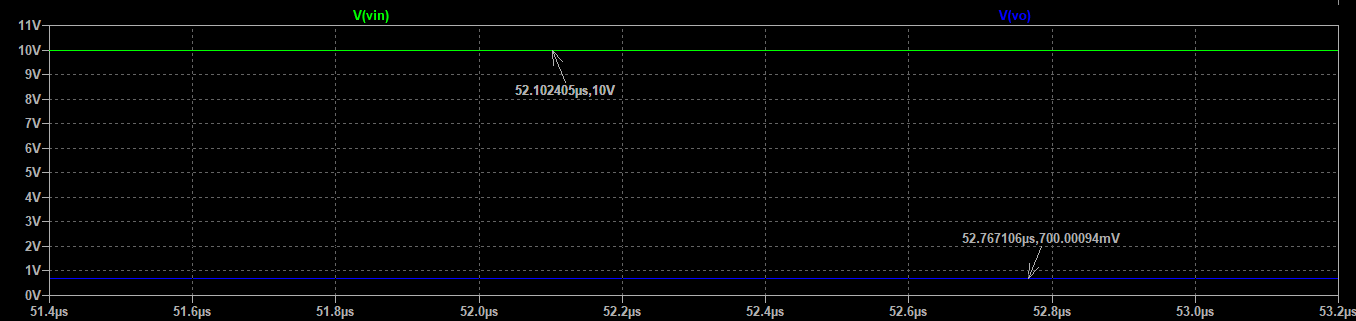 V(vin) V(vo)
11V
10V
9V
52.102405µs,10V
8V
7V
6V
5V
4V
3V
52.767106µs,700.00094mV
2V
1V
0V
51.4µs 51.6µs 51.8µs 52.0µs 52.2µs 52.4µs 52.6µs 52.8µs 53.0µs 53.2µs